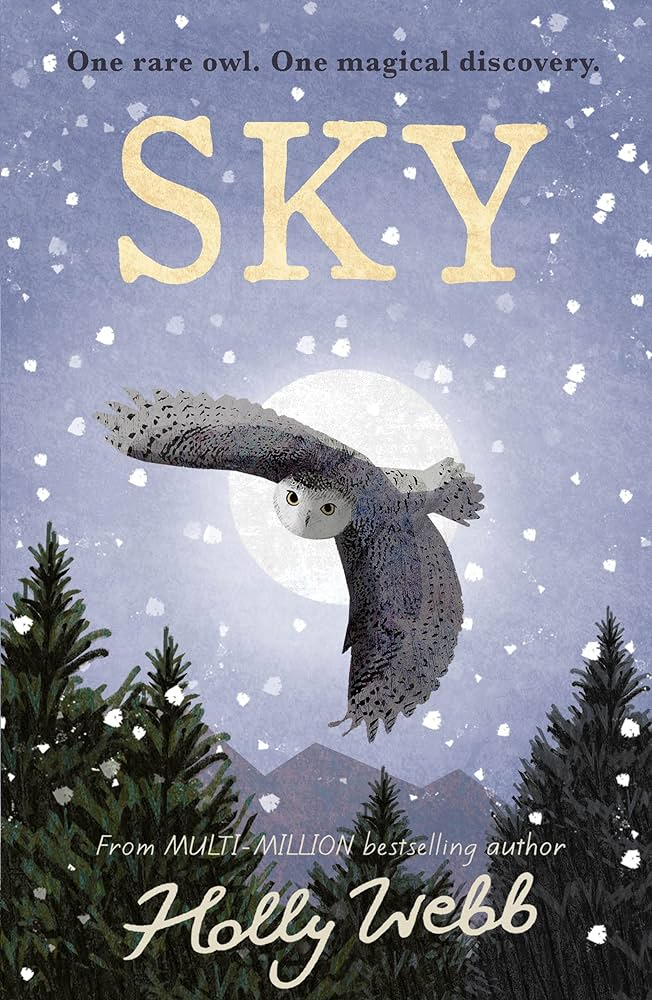 One rare owl. One magical discovery.
SKY
From MULTI-MILLION bestselling author
Holly Webb